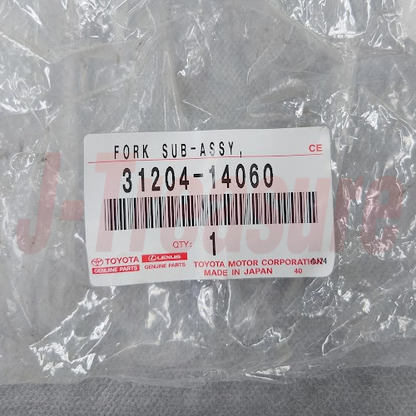 FORK SUB-ASSY,
CE
31204-14060
QTY: 1
TOYOTA
GENUINE PARTS
LEXUS
GENUINE PARTS
TOYOTA MOTOR CORPORATION
MADE IN JAPAN 40
J-Treasure